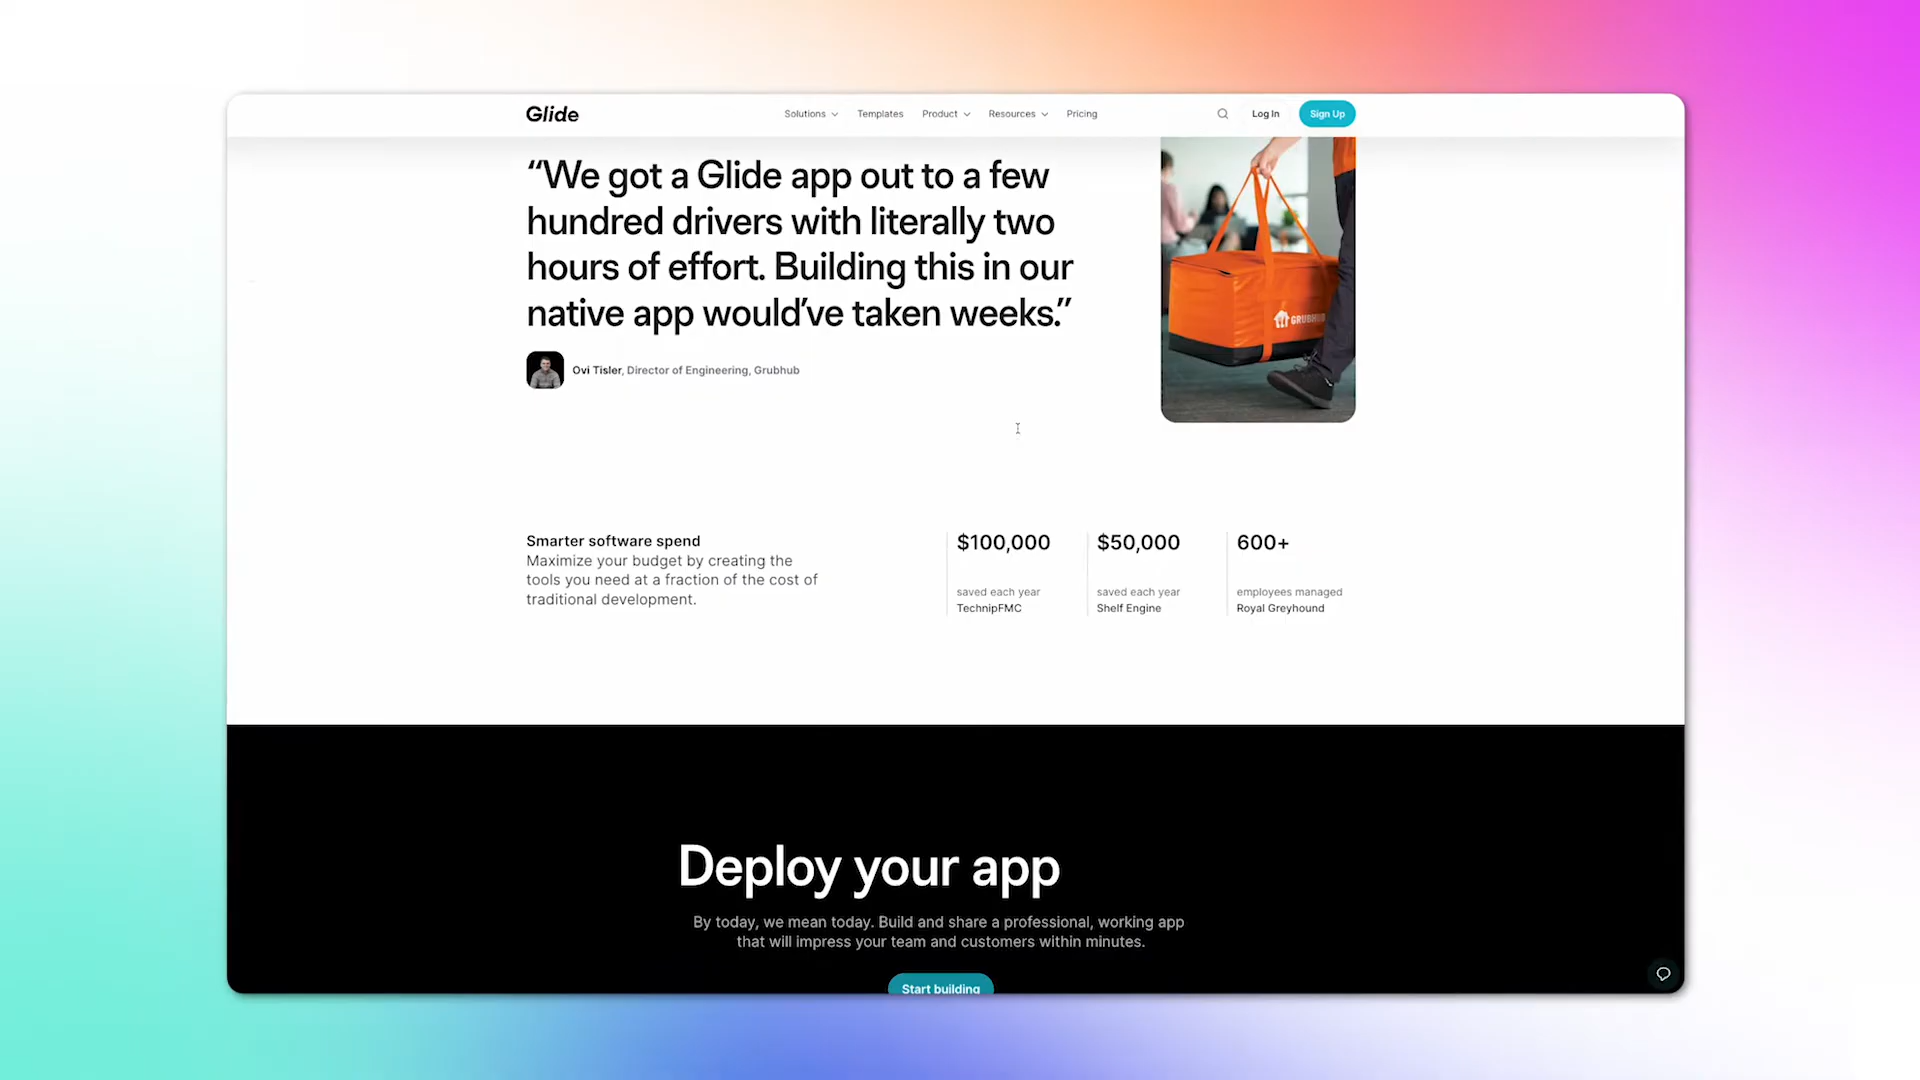 Glide
Solutions
Templates
Product
Resources
Pricing
Log In
Sign Up
“We got a Glide app out to a few
hundred drivers with literally two
hours of effort. Building this in our
native app would’ve taken weeks.”
Ovi Tisler, Director of Engineering, Grubhub
GRUBHUB
Smarter software spend
Maximize your budget by creating the
tools you need at a fraction of the cost of
traditional development.
$100,000
saved each year
TechnipFMC
$50,000
saved each year
Shelf Engine
600+
employees managed
Royal Greyhound
Deploy your app
By today, we mean today. Build and share a professional, working app
that will impress your team and customers within minutes.
Start building